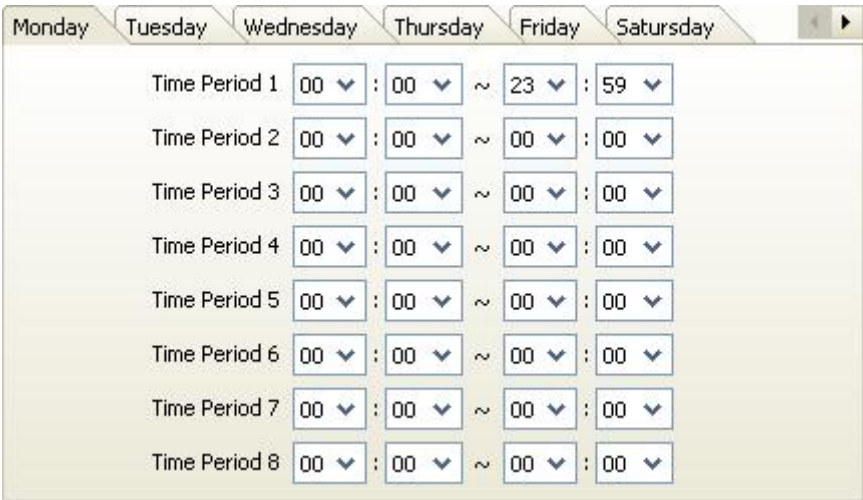 Monday Tuesday Wednesday Thursday Friday Satursday
Time Period 1 00 : 00 ~ 23 : 59
Time Period 2 00 : 00 ~ 00 : 00
Time Period 3 00 : 00 ~ 00 : 00
Time Period 4 00 : 00 ~ 00 : 00
Time Period 5 00 : 00 ~ 00 : 00
Time Period 6 00 : 00 ~ 00 : 00
Time Period 7 00 : 00 ~ 00 : 00
Time Period 8 00 : 00 ~ 00 : 00